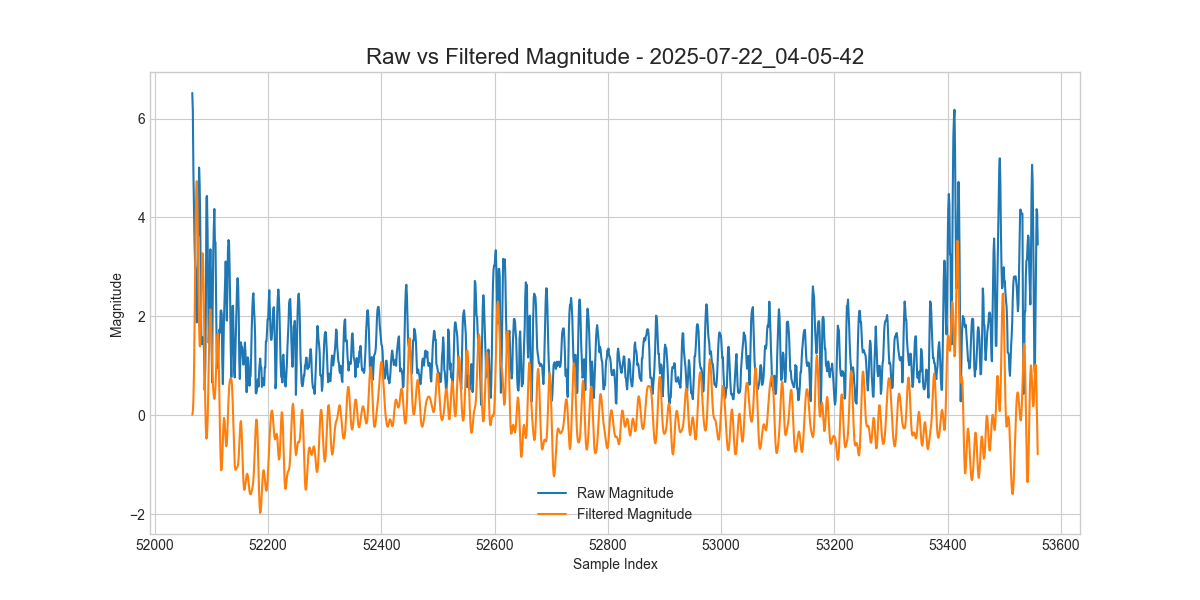 Raw vs Filtered Magnitude - 2025-07-22_04-05-42
Magnitude
6
4
2
0
−2
Raw Magnitude
Filtered Magnitude
52000 52200 52400 52600 52800 53000 53200 53400 53600
Sample Index